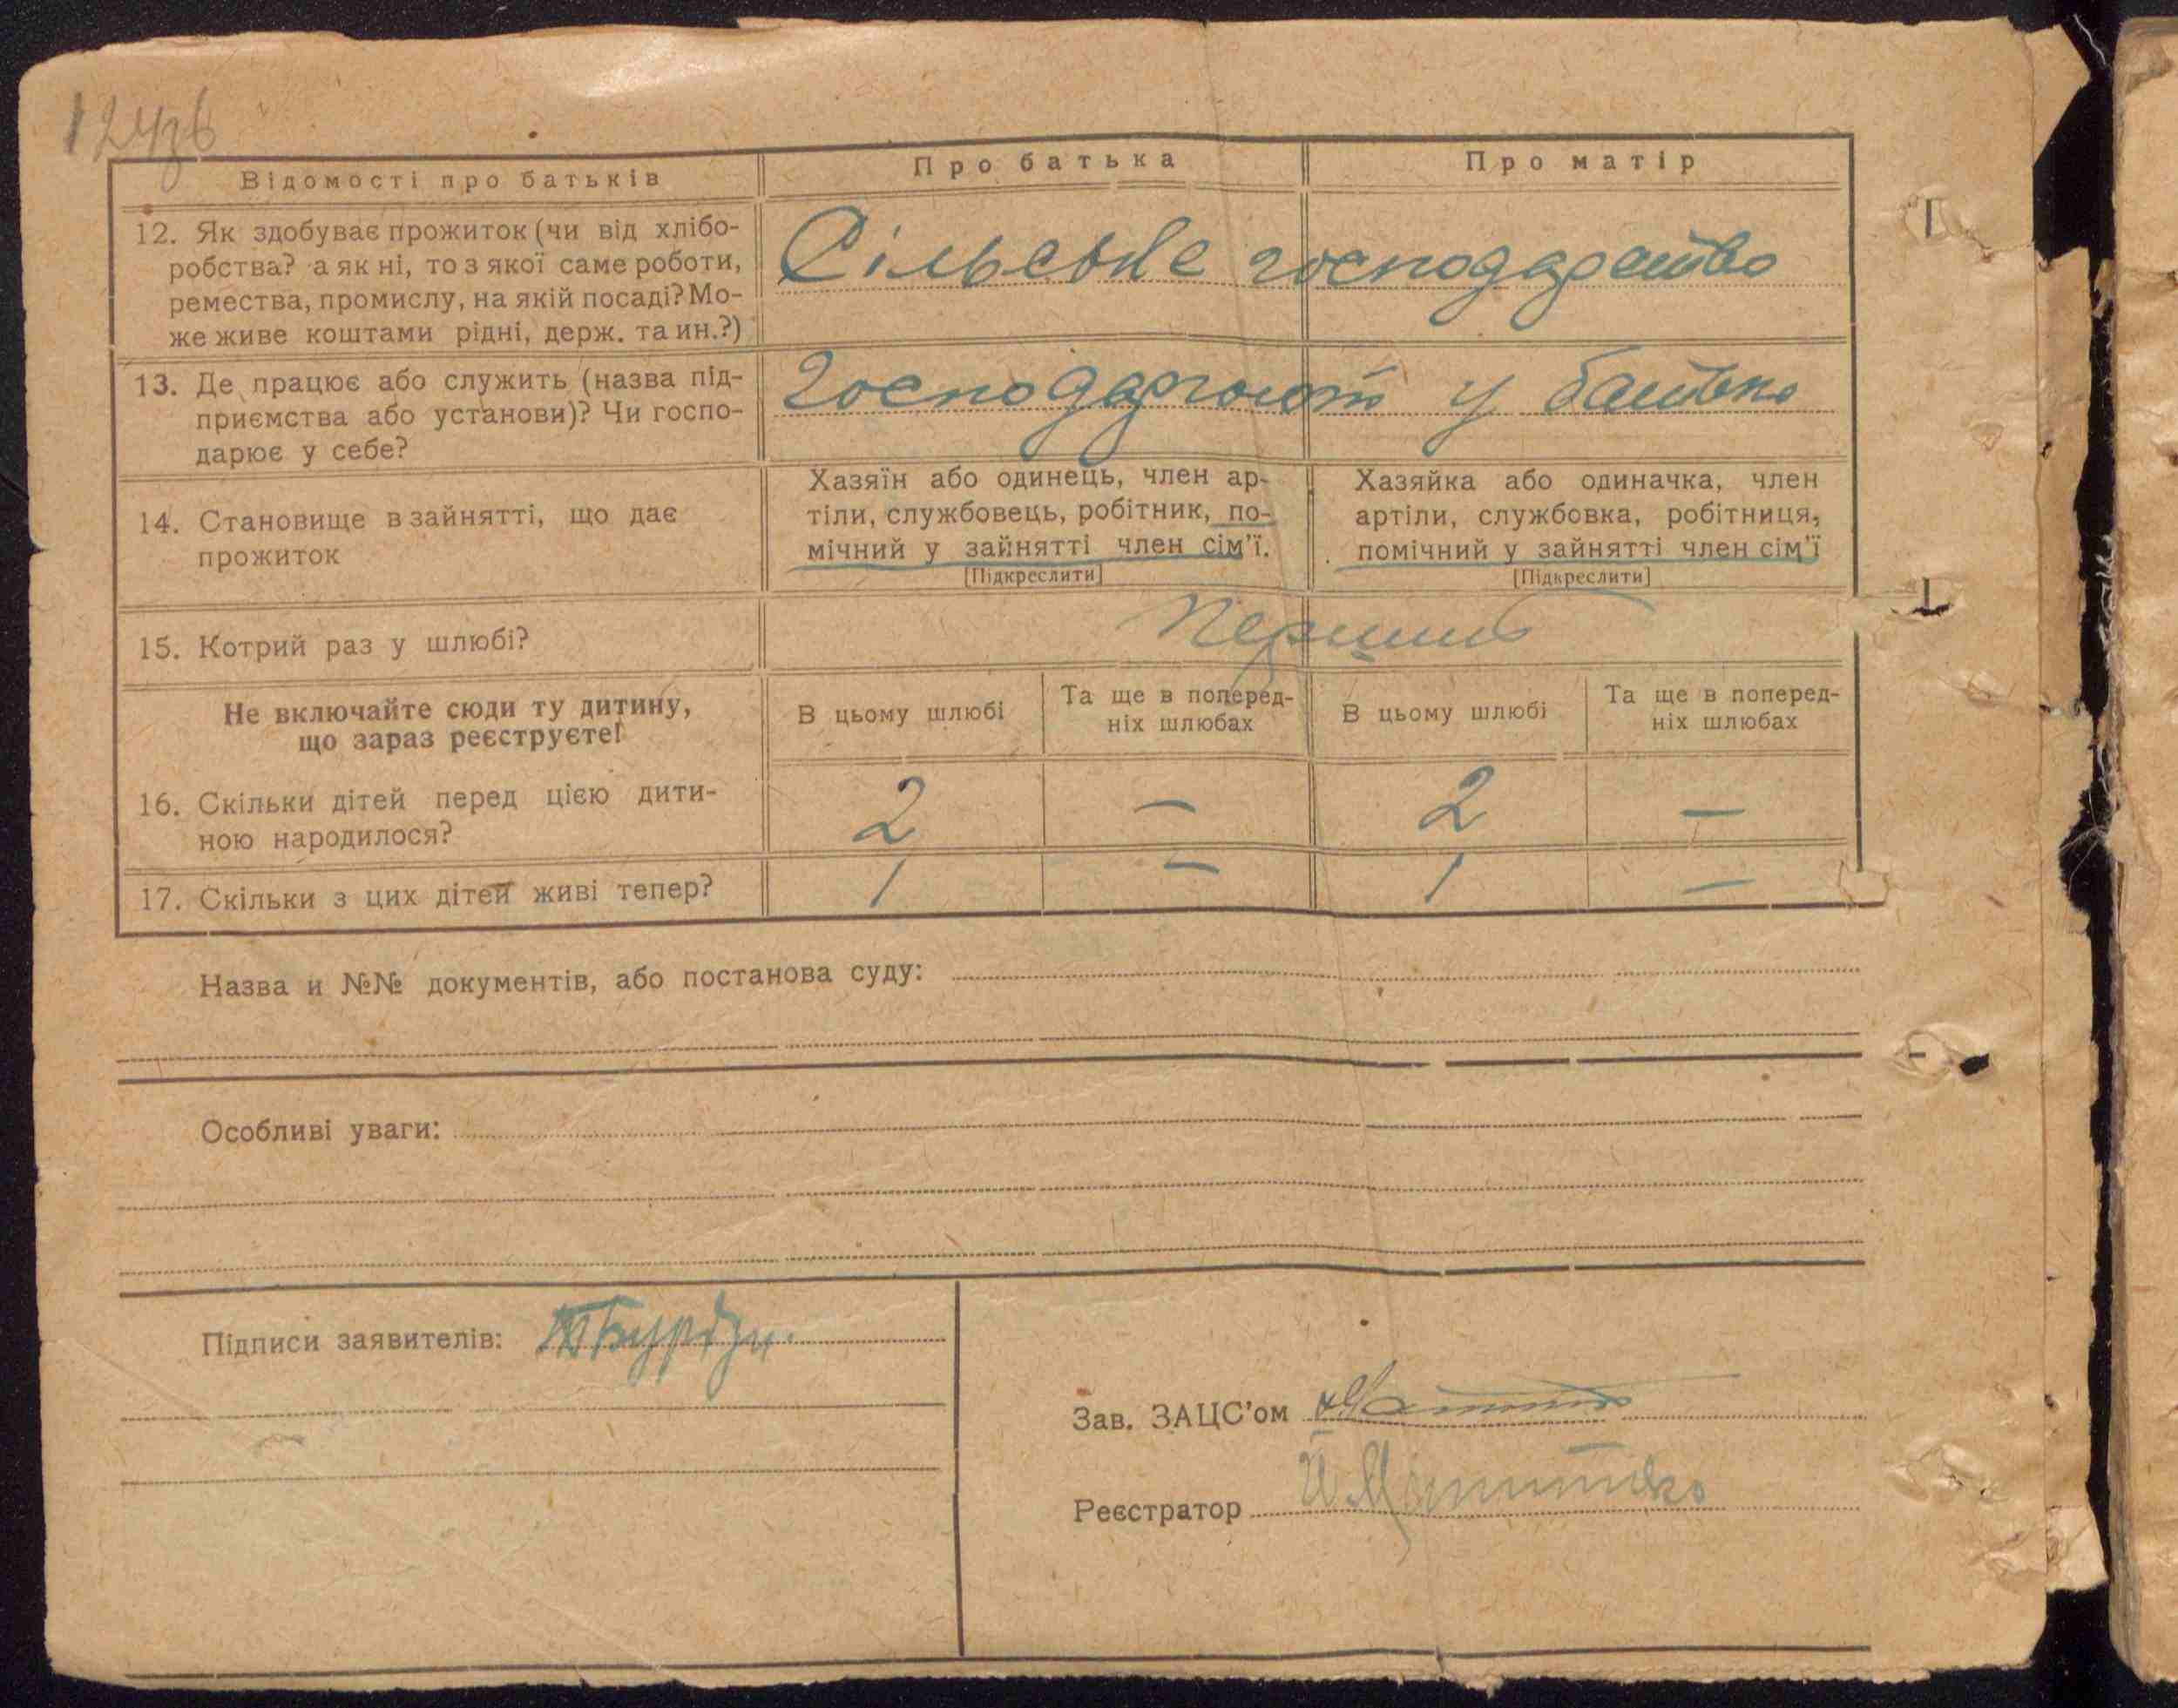 Відомості про батьків
Про батька
Про матір
12. Як здобуває прожиток (чи від хлібо-
робства? а як ні, то з якої саме роботи,
ремества, промислу, на якій посаді? Мо-
же живе коштами рідні, держ. та ин.?)
Сільське господарство
13. Де працює або служить (назва під-
приємства або установи)? Чи госпо-
дарює у себе?
Господарюют у батька
14. Становище в зайнятті, що дає
прожиток
Хазяїн або одинець, член ар-
тіли, службовець, робітник, по-
мічний у зайнятті член сім'ї.
[Підкреслити]
Хазяйка або одиначка, член
артіли, службовка, робітниця,
помічний у зайнятті член сім'ї
[Підкреслити]
15. Котрий раз у шлюбі?
Не включайте сюди ту дитину,
що зараз реєструєте!
В цьому шлюбі
Та ще в поперед-
ніх шлюбах
В цьому шлюбі
Та ще в поперед-
ніх шлюбах
16. Скільки дітей перед цією дити-
ною народилося?
2 — 2 —
17. Скільки з цих дітей живі тепер?
1 — 1 —
Назва и №№ документів, або постанова суду:
Особливі уваги:
Підписи заявителів:
Зав. ЗАЦС'ом
Реєстратор